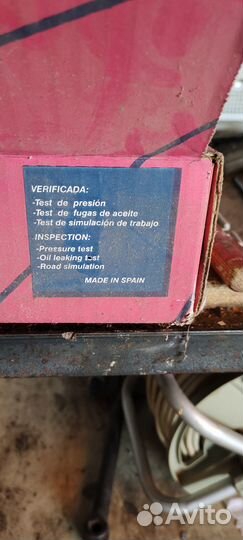 VERIFICADA:
-Test de presión
-Test de fugas de aceite
-Test de simulación de trabajo
INSPECTION:
-Pressure test
-Oil leaking test
-Road simulation
MADE IN SPAIN
Avito